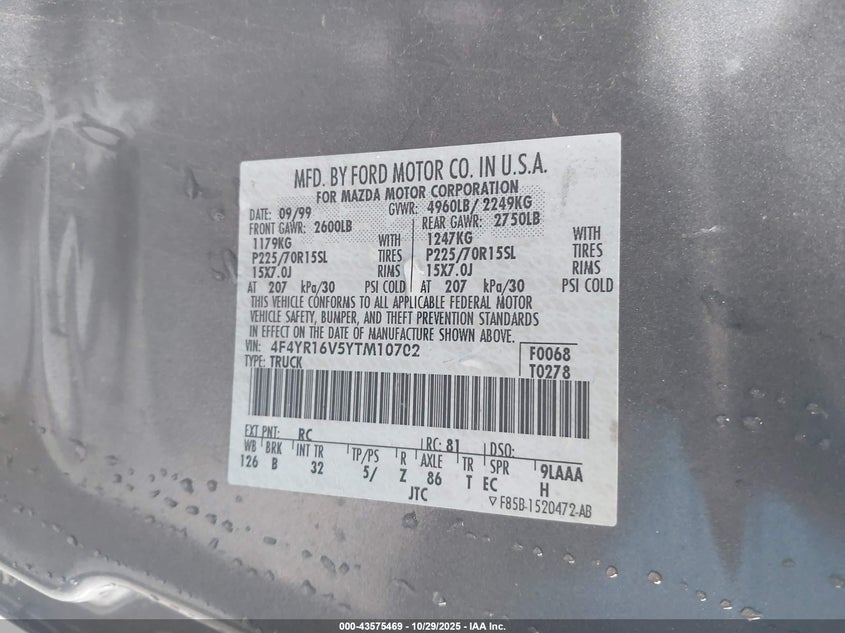 MFD. BY FORD MOTOR CO. IN U.S.A.
FOR MAZDA MOTOR CORPORATION
DATE: 09/99 GVWR: 4960LB/ 2249KG
FRONT GAWR: 2600LB REAR GAWR: 2750LB
1179KG WITH 1247KG WITH
P225/70R15SL TIRES P225/70R15SL TIRES
15X7.0J RIMS 15X7.0J RIMS
AT 207 kPa/30 PSI COLD AT 207 kPa/30 PSI COLD
THIS VEHICLE CONFORMS TO ALL APPLICABLE FEDERAL MOTOR
VEHICLE SAFETY, BUMPER, AND THEFT PREVENTION STANDARDS
IN EFFECT ON THE DATE OF MANUFACTURE SHOWN ABOVE.
VIN: 4F4YR16V5YTM10702 F0068
TYPE: TRUCK T0278
EXT PNT: RC RC: 81 DSO:
WB BRK INT TR TP/PS R AXLE TR SPR 9LAAA
126 B 32 5/ Z 86 T EC H
JTC F85B-1520472-AB
000-43575469 - 10/29/2025 - IAA Inc.